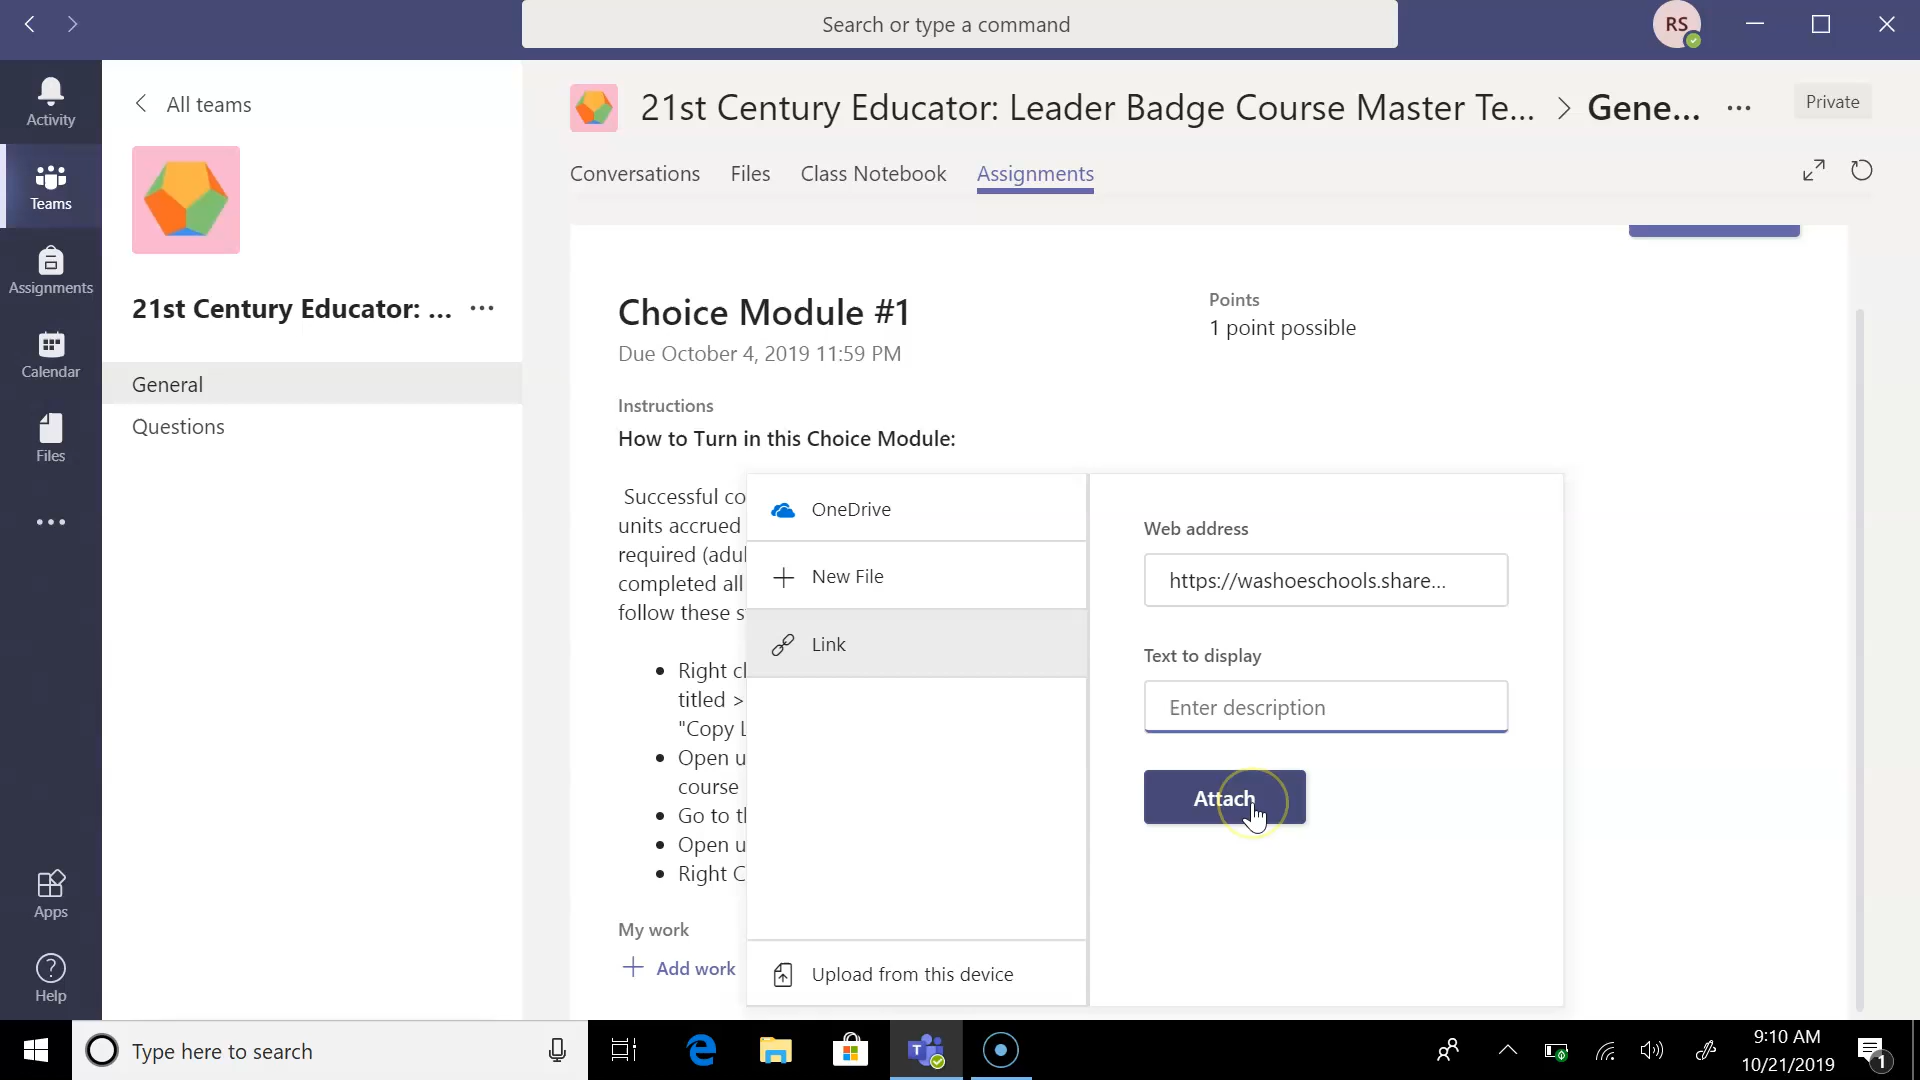 Search or type a command
RS
Activity
Teams
Assignments
Calendar
Files
Apps
Help
All teams
21st Century Educator: ...
General
Questions
21st Century Educator: Leader Badge Course Master Te... > Gene... ...
Private
Conversations
Files
Class Notebook
Assignments
Choice Module #1
Due October 4, 2019 11:59 PM
Points
1 point possible
Instructions
How to Turn in this Choice Module:
Successful co
units accrued
required (adul
completed all
follow these s
Right cl
titled >
"Copy L
Open u
course
Go to th
Open u
Right C
My work
Add work
OneDrive
New File
Link
Upload from this device
Web address
https://washoeschools.share...
Text to display
Enter description
Attach
Type here to search
9:10 AM
10/21/2019
1